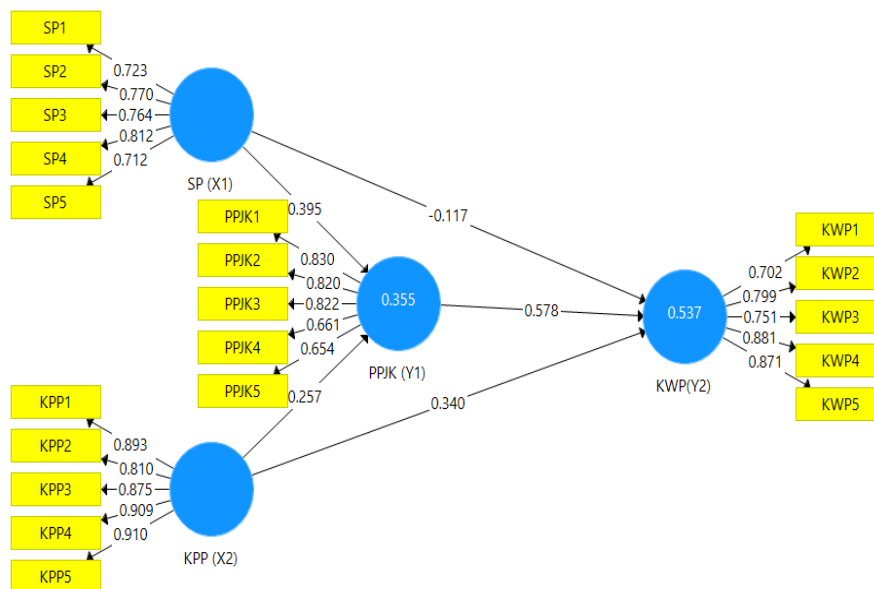 SP1
SP2
SP3
SP4
SP5
0.723
0.770
0.764
0.812
0.712
SP (X1)
0.395
-0.117
PPJK1
PPJK2
PPJK3
PPJK4
PPJK5
0.830
0.820
0.822
0.661
0.654
0.355
PPJK (Y1)
0.578
0.257
0.340
0.537
KWP(Y2)
0.702
0.799
0.751
0.881
0.871
KWP1
KWP2
KWP3
KWP4
KWP5
KPP1
KPP2
KPP3
KPP4
KPP5
0.893
0.810
0.875
0.909
0.910
KPP (X2)